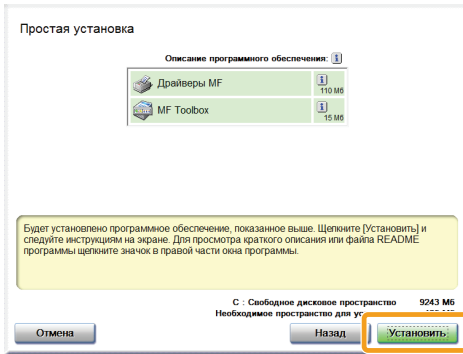 Простая установка
Описание программного обеспечения:
Драйверы MF
110 Мб
MF Toolbox
15 Мб
Будет установлено программное обеспечение, показанное выше. Щелкните [Установить] и
следуйте инструкциям на экране. Для просмотра краткого описания или файла README
программы щелкните значок в правой части окна программы.
C : Свободное дисковое пространство 9243 Мб
Необходимое пространство для
Отмена
Назад
Установить